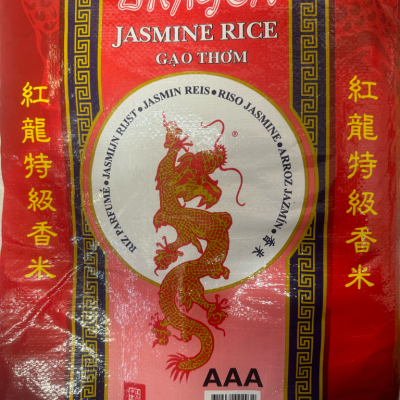 DRAGON
JASMINE RICE
GẠO THƠM
RIZ PARFUMÉ • JASMIJN RIJST • JASMIN REIS • RISO JASMINE • ARROZ JAZMÍN • 香米
®
紅龍特級香米
紅龍特級香米
AAA